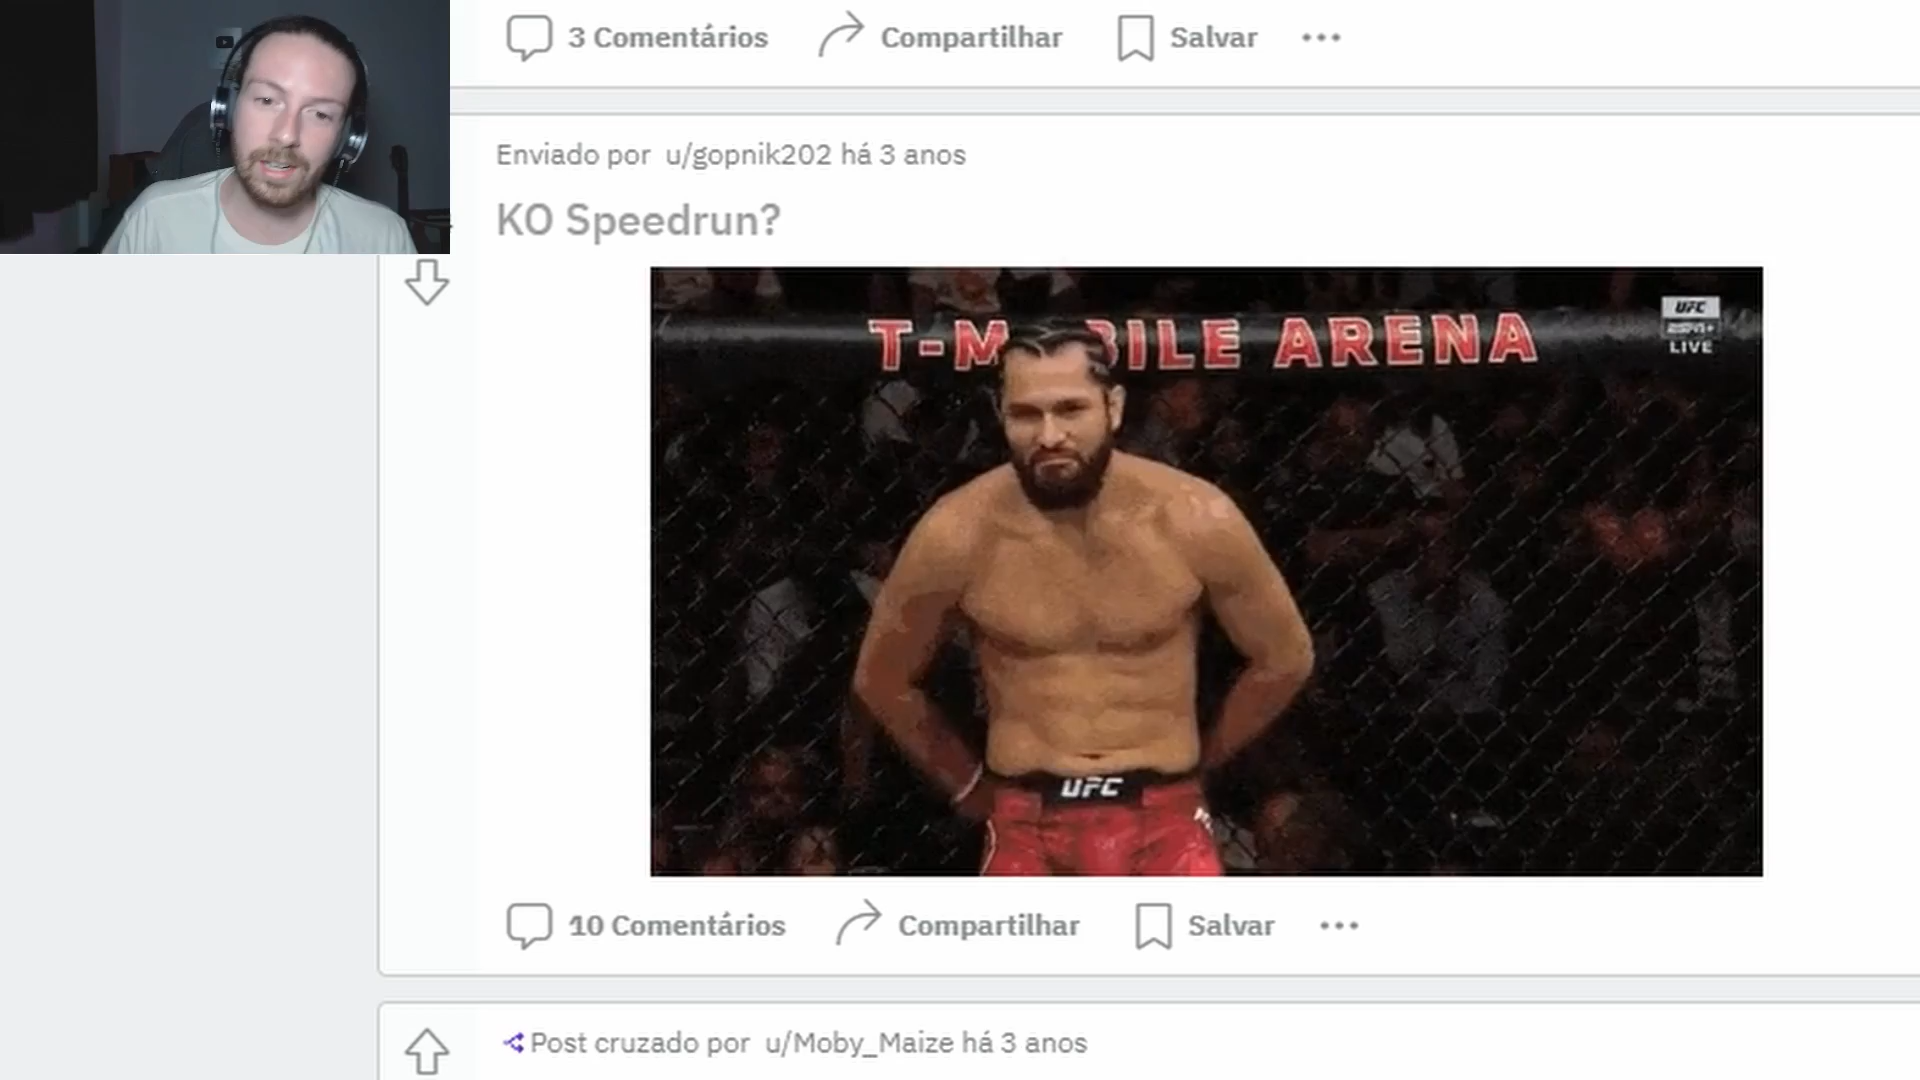 3 Comentários Compartilhar Salvar
Enviado por u/gopnik202 há 3 anos
KO Speedrun?
UFC
ESPN+
LIVE
T-M BILE ARENA
UFC
10 Comentários Compartilhar Salvar
Post cruzado por u/Moby_Maize há 3 anos